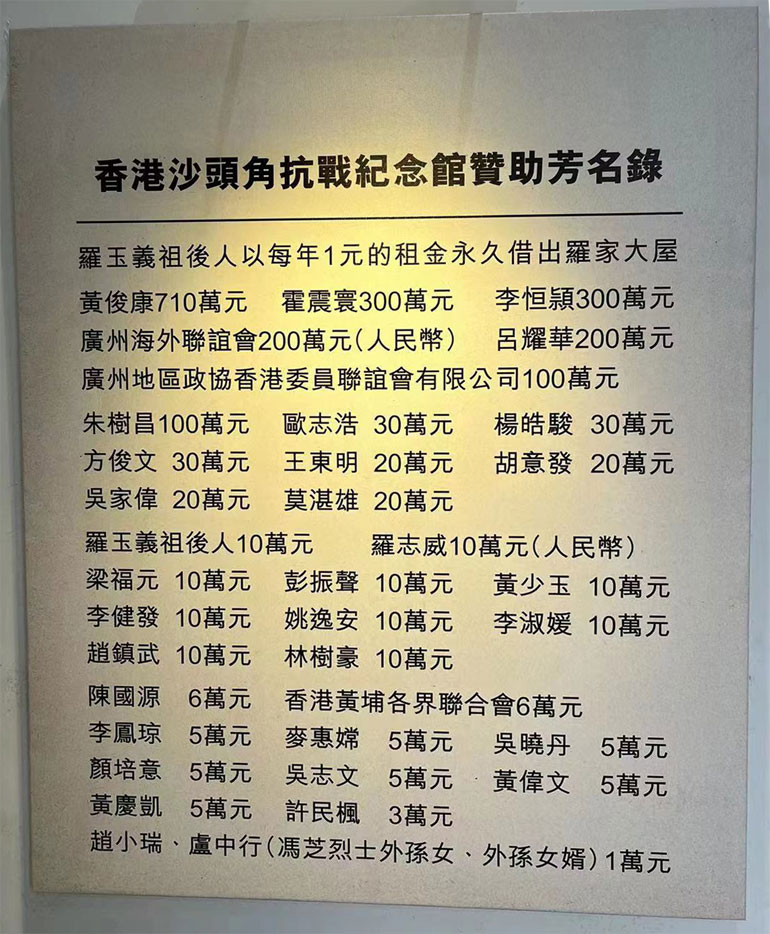 香港沙頭角抗戰紀念館贊助芳名錄
羅玉義祖後人以每年1元的租金永久借出羅家大屋
黃俊康710萬元 霍震寰300萬元 李恒頴300萬元
廣州海外聯誼會200萬元(人民幣) 呂耀華200萬元
廣州地區政協香港委員聯誼會有限公司100萬元
朱樹昌100萬元 歐志浩 30萬元 楊皓駿 30萬元
方俊文 30萬元 王東明 20萬元 胡意發 20萬元
吳家偉 20萬元 莫湛雄 20萬元
羅玉義祖後人10萬元 羅志威10萬元(人民幣)
梁福元 10萬元 彭振聲 10萬元 黃少玉 10萬元
李健發 10萬元 姚逸安 10萬元 李淑媛 10萬元
趙鎮武 10萬元 林樹豪 10萬元
陳國源 6萬元 香港黃埔各界聯合會6萬元
李鳳琼 5萬元 麥惠嫦 5萬元 吳曉丹 5萬元
顏培意 5萬元 吳志文 5萬元 黃偉文 5萬元
黃慶凱 5萬元 許民楓 3萬元
趙小瑞、盧中行(馮芝烈士外孫女、外孫女婿)1萬元